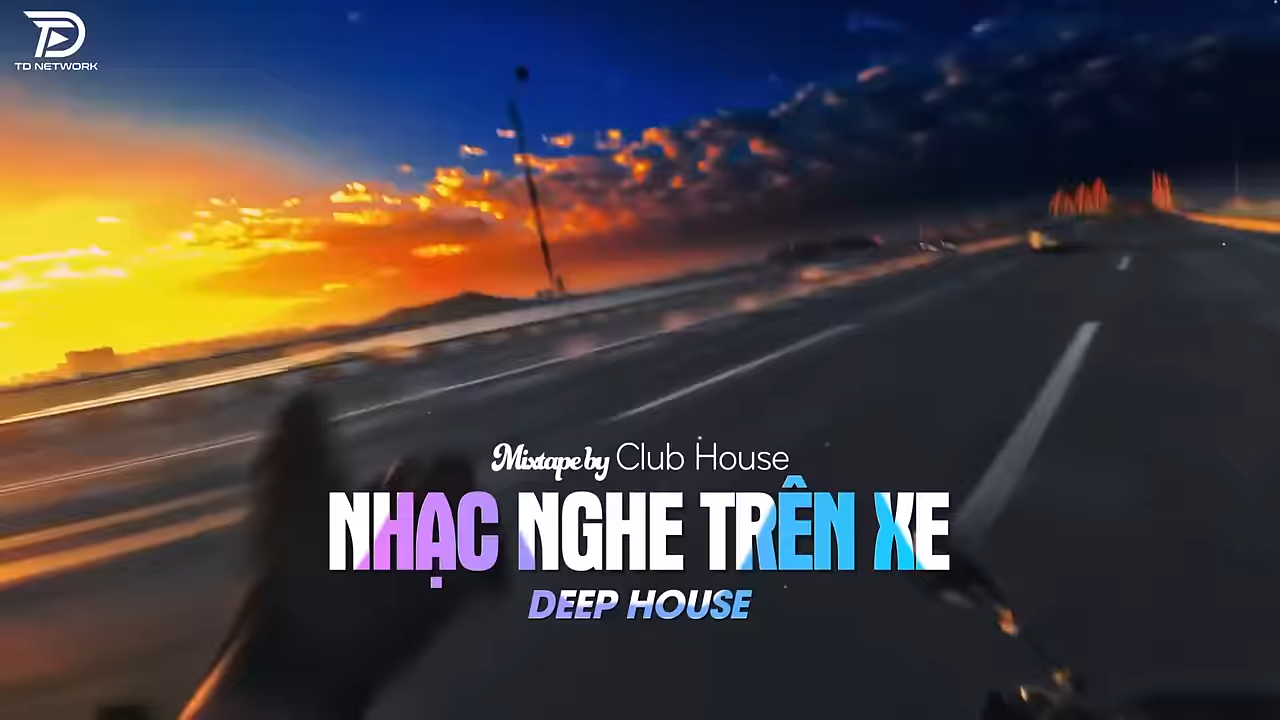 TD NETWORK
Mixtape by Club House
NHẠC NGHE TRÊN XE
DEEP HOUSE